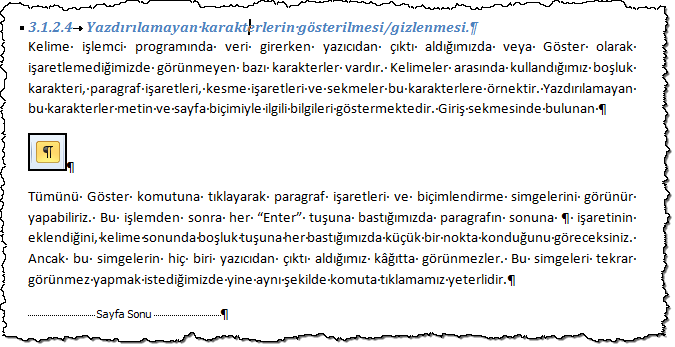 3.1.2.4 Yazdırılamayan karakterlerin gösterilmesi/gizlenmesi.¶
Kelime işlemci programında veri girerken yazıcıdan çıktı aldığımızda veya Göster olarak
işaretlemediğimizde görünmeyen bazı karakterler vardır. Kelimeler arasında kullandığımız boşluk
karakteri, paragraf işaretleri, kesme işaretleri ve sekmeler bu karakterlere örnektir. Yazdırılamayan
bu karakterler metin ve sayfa biçimiyle ilgili bilgileri göstermektedir. Giriş sekmesinde bulunan ¶
¶ ¶
Tümünü Göster komutuna tıklayarak paragraf işaretleri ve biçimlendirme simgelerini görünür
yapabiliriz. Bu işlemden sonra her “Enter” tuşuna bastığımızda paragrafın sonuna ¶ işaretinin
eklendiğini, kelime sonunda boşluk tuşuna her bastığımızda küçük bir nokta konduğunu göreceksiniz.
Ancak bu simgelerin hiç biri yazıcıdan çıktı aldığımız kâğıtta görünmezler. Bu simgeleri tekrar
görünmez yapmak istediğimizde yine aynı şekilde komuta tıklamamız yeterlidir.¶
Sayfa Sonu ¶